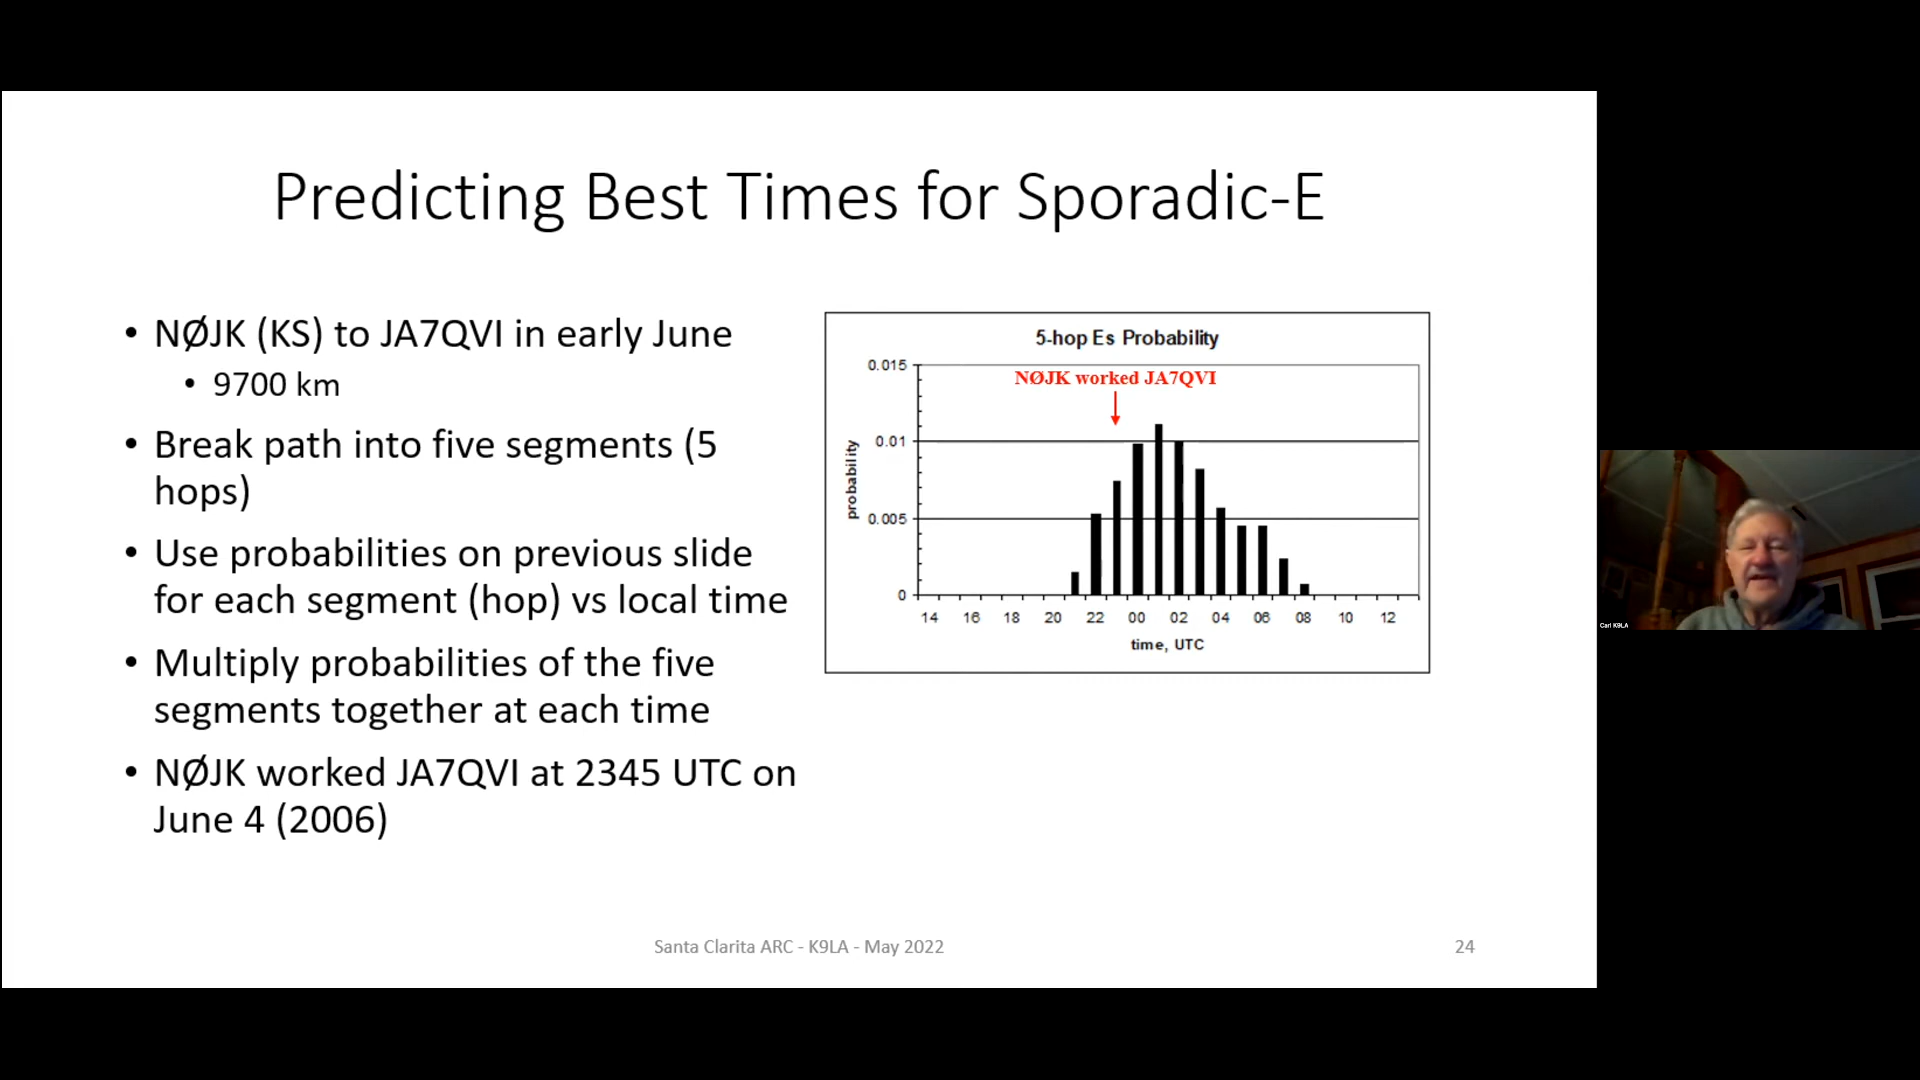 Predicting Best Times for Sporadic-E
• NØJK (KS) to JA7QVI in early June
• 9700 km
• Break path into five segments (5
hops)
• Use probabilities on previous slide
for each segment (hop) vs local time
• Multiply probabilities of the five
segments together at each time
• NØJK worked JA7QVI at 2345 UTC on
June 4 (2006)
5-hop Es Probability
NØJK worked JA7QVI
probability
0.015
0.01
0.005
0
14 16 18 20 22 00 02 04 06 08 10 12
time, UTC
Carl K9LA
Santa Clarita ARC - K9LA - May 2022
24